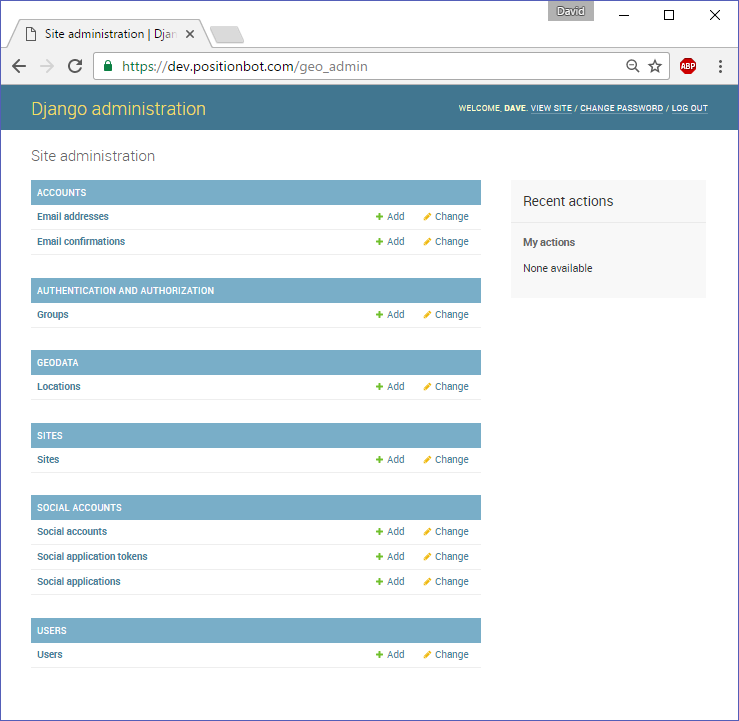 David
Site administration | Djan
https://dev.positionbot.com/geo_admin
ABP
Django administration
WELCOME, DAVE. VIEW SITE / CHANGE PASSWORD / LOG OUT
Site administration
ACCOUNTS
Email addresses Add Change
Email confirmations Add Change
AUTHENTICATION AND AUTHORIZATION
Groups Add Change
GEODATA
Locations Add Change
SITES
Sites Add Change
SOCIAL ACCOUNTS
Social accounts Add Change
Social application tokens Add Change
Social applications Add Change
USERS
Users Add Change
Recent actions
My actions
None available